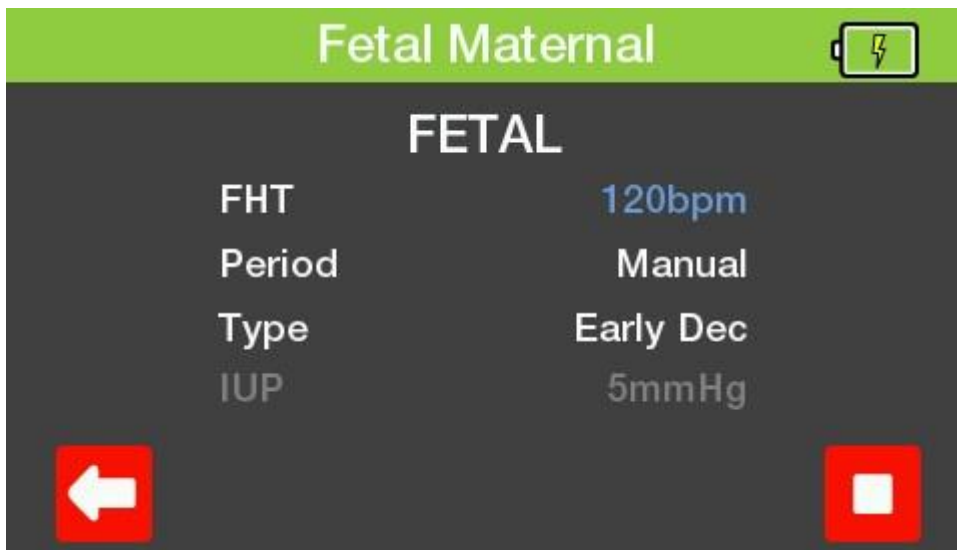 Fetal Maternal
FETAL
FHT 120bpm
Period Manual
Type Early Dec
IUP 5mmHg